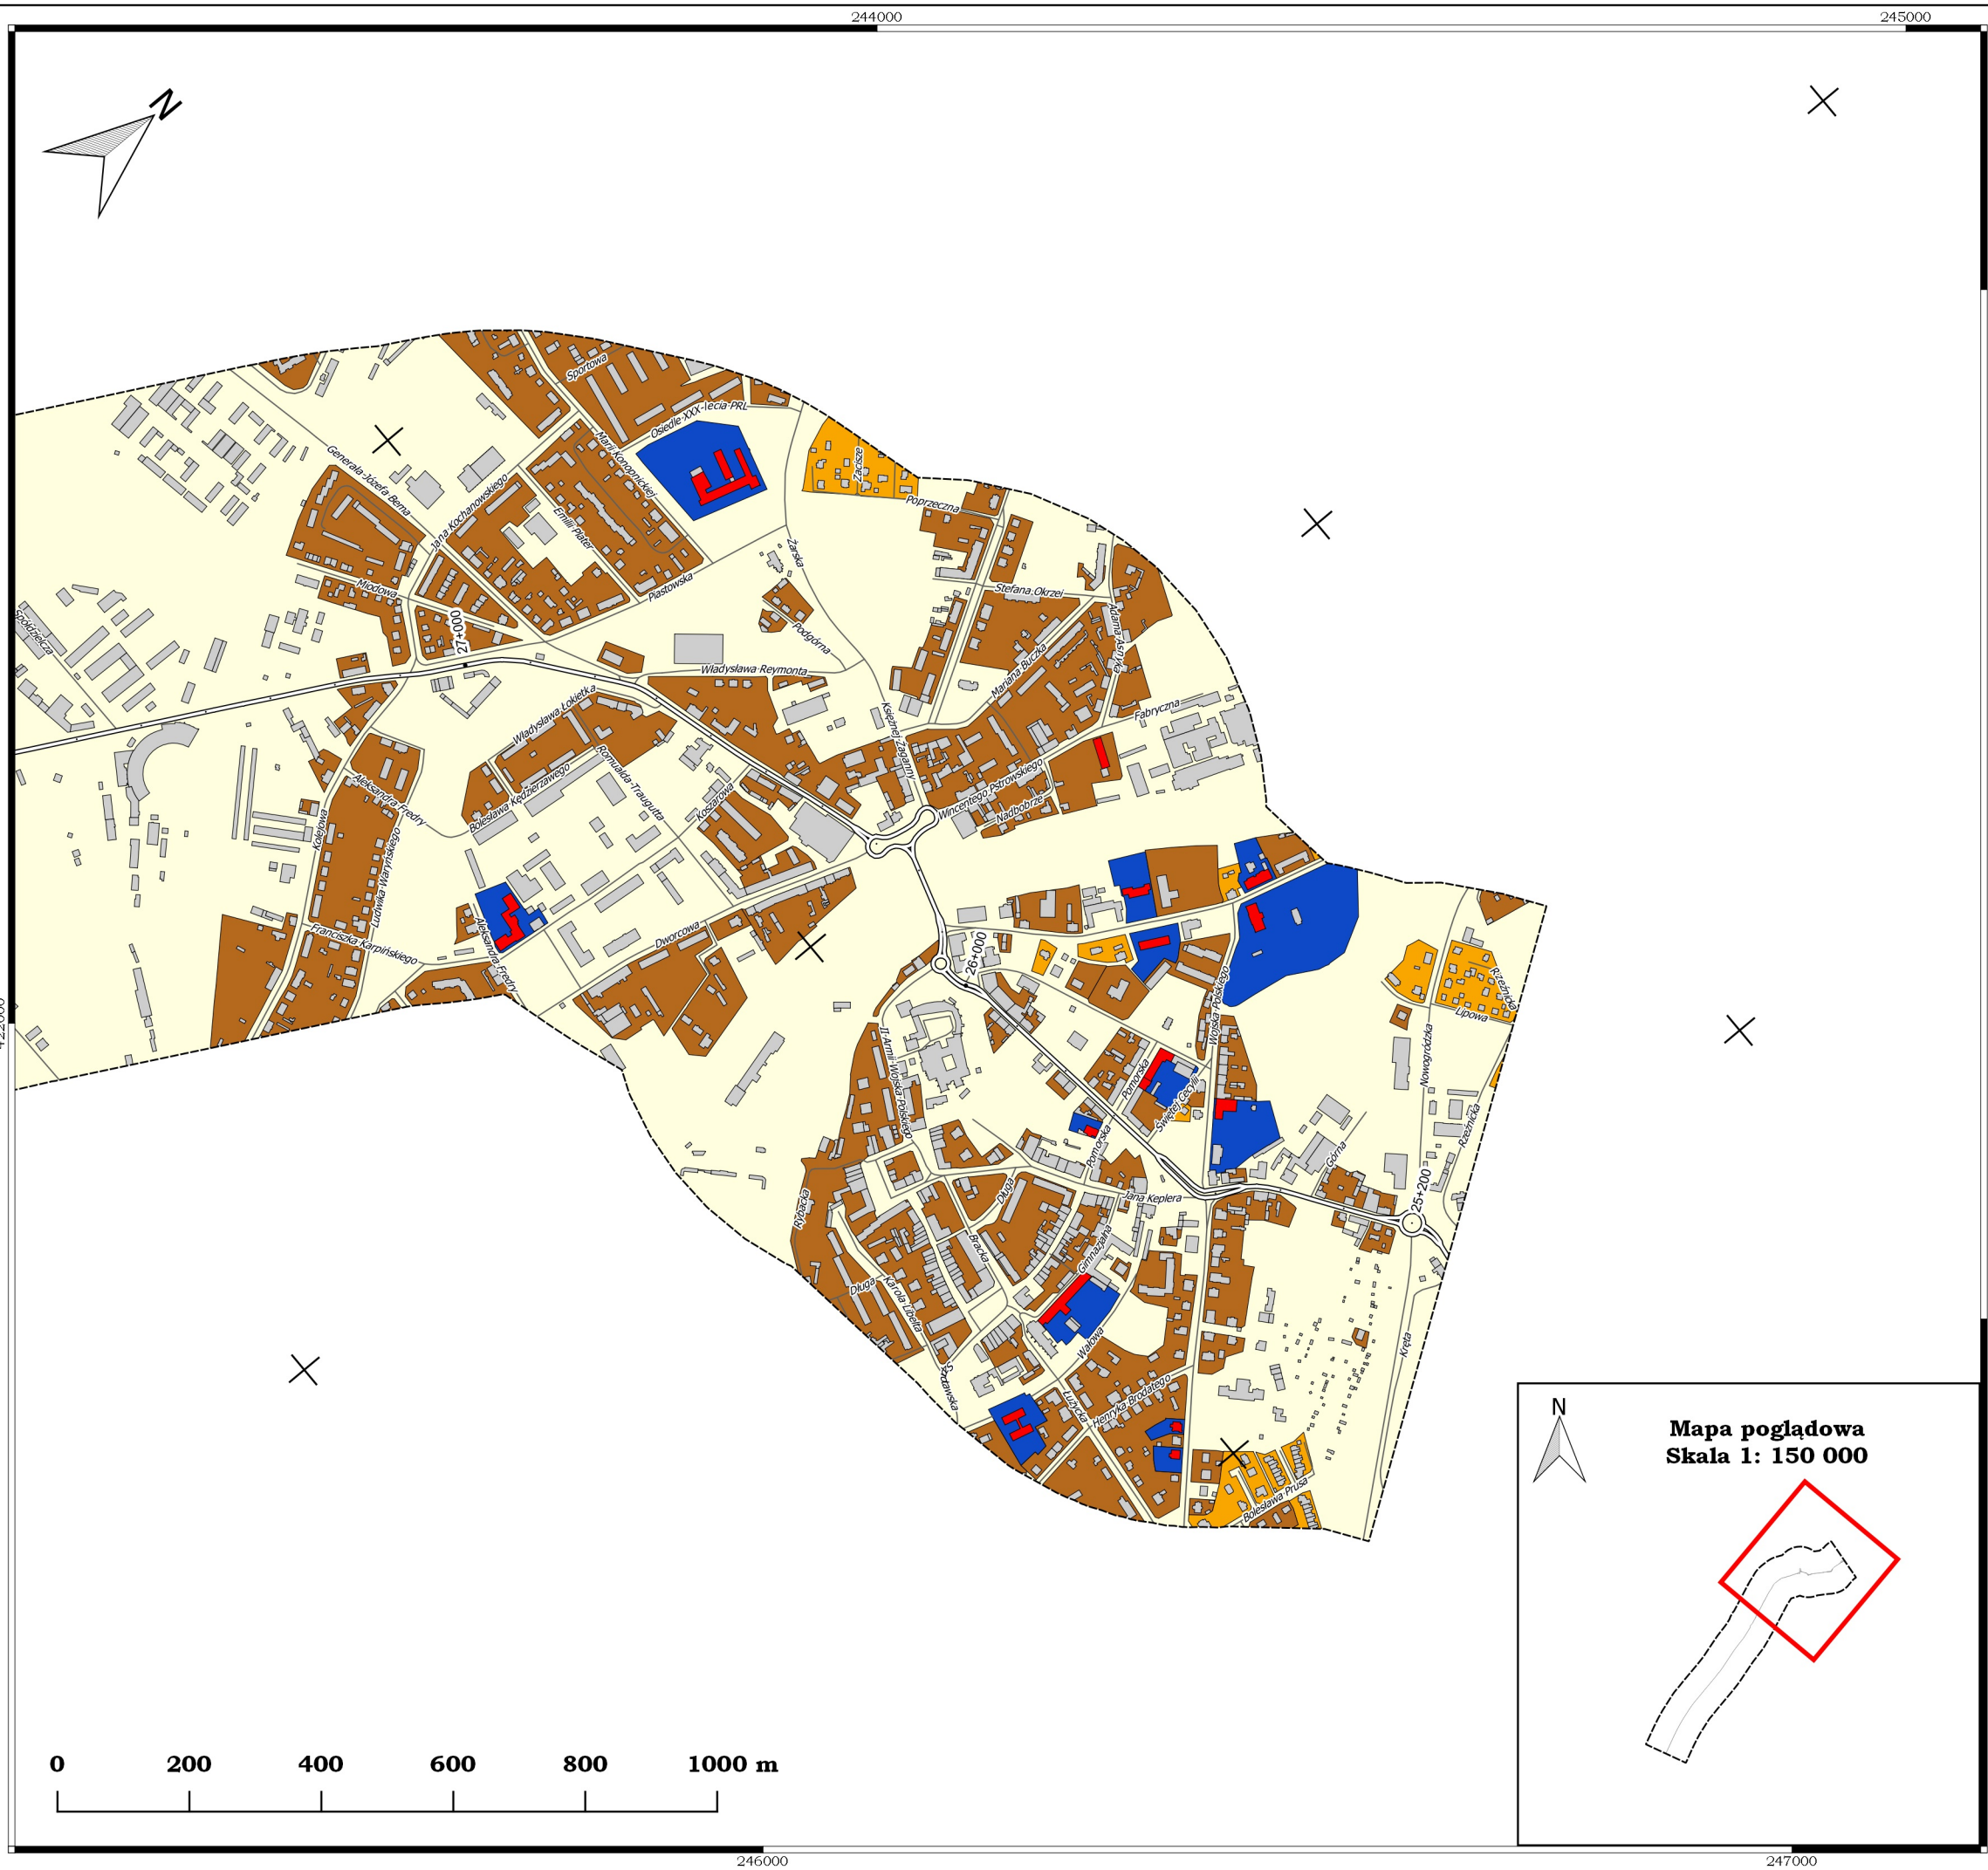 244000
245000
N
Sportowa
Osiedle XXX-lecia PRL
Marii Konopnickiej
Zacisze
Poprzeczna
Generała Józefa Bema
Jana Kochanowskiego
Emilii Plater
Żarska
Piastowska
Miodowa
Stefana Okrzei
Adama Asnyka
27+000
Spółdzielcza
Podgórna
Mariana Buczka
Władysława Reymonta
Władysława Łokietka
Księżnej Żaganny
Fabryczna
Romualda Traugutta
Bolesława Kędzierzawego
Wincentego Pstrowskiego
Koszarowa
Nadbobrze
Aleksandra Fredry
Kolejowa
Ludwika Waryńskiego
Franciszka Karpińskiego
Aleksandra Fredry
Dworcowa
26+000
Wojska Polskiego
Rzeźnicka
Lipowa
II Armii Wojska Polskiego
Nowogródzka
Pomorska
Świętej Cecylii
Rzeźnicka
Pomorska
Górna
25+200
Jana Keplera
Rybacka
Długa
Bracka
Gimnazjalna
Długa
Karola Libelta
Wałowa
Kręta
Łużycka
Henryka Brodatego
Bolesława Prusa
N
Mapa poglądowa
Skala 1: 150 000
0 200 400 600 800 1000 m
246000
247000